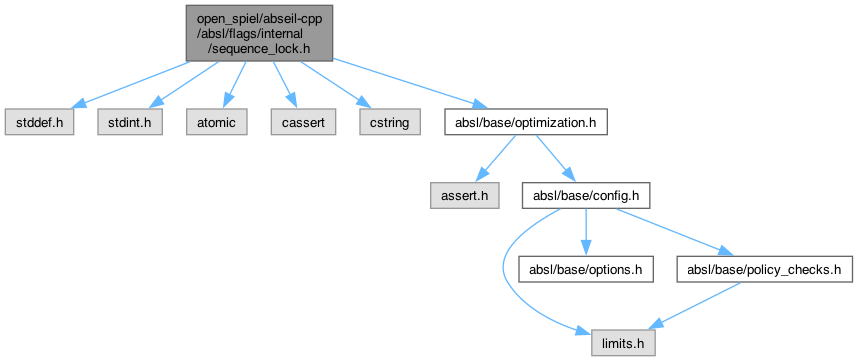 open_spiel/abseil-cpp
/absl/flags/internal
/sequence_lock.h
stddef.h
stdint.h
atomic
cassert
cstring
absl/base/optimization.h
assert.h
absl/base/config.h
absl/base/options.h
absl/base/policy_checks.h
limits.h